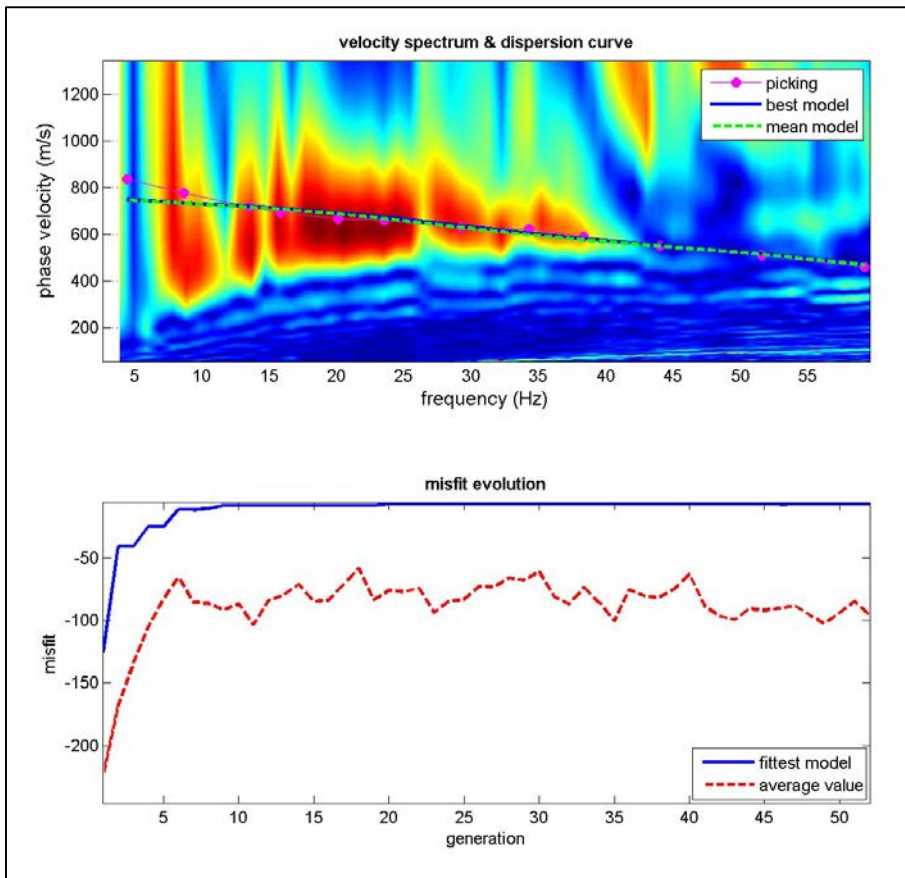 velocity spectrum & dispersion curve
picking
best model
mean model
1200
1000
800
600
400
200
phase velocity (m/s)
5 10 15 20 25 30 35 40 45 50 55
frequency (Hz)
misfit evolution
-50
-100
-150
-200
misfit
fittest model
average value
5 10 15 20 25 30 35 40 45 50
generation